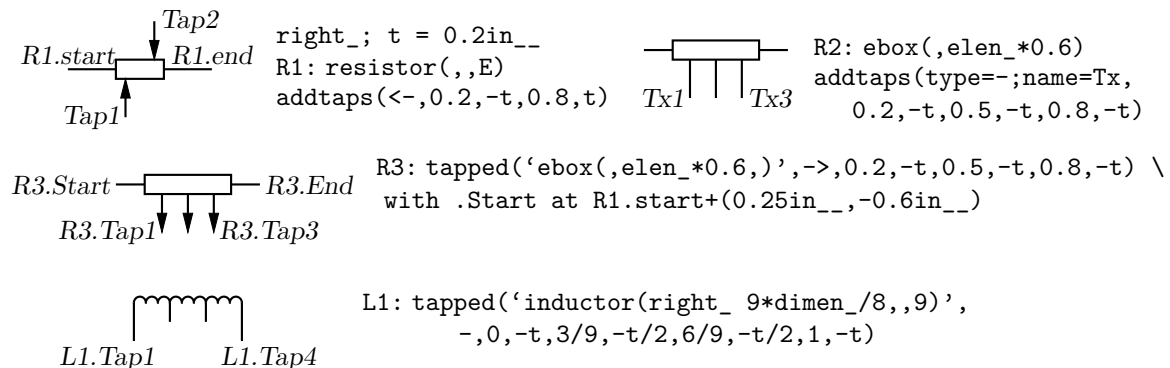 Tap2
R1.start R1.end
Tap1
right_; t = 0.2in__
R1: resistor(,,E)
addtaps(<-,0.2,-t,0.8,t)
Tx1 Tx3
R2: ebox(,elen_*0.6)
addtaps(type=-;name=Tx,
0.2,-t,0.5,-t,0.8,-t)
R3.Start R3.End
R3.Tap1 R3.Tap3
R3: tapped(‘ebox(,elen_*0.6,)’,->,0.2,-t,0.5,-t,0.8,-t) \
with .Start at R1.start+(0.25in__,-0.6in__)
L1.Tap1 L1.Tap4
L1: tapped(‘inductor(right_ 9*dimen_/8,,9)’,
-,0,-t,3/9,-t/2,6/9,-t/2,1,-t)